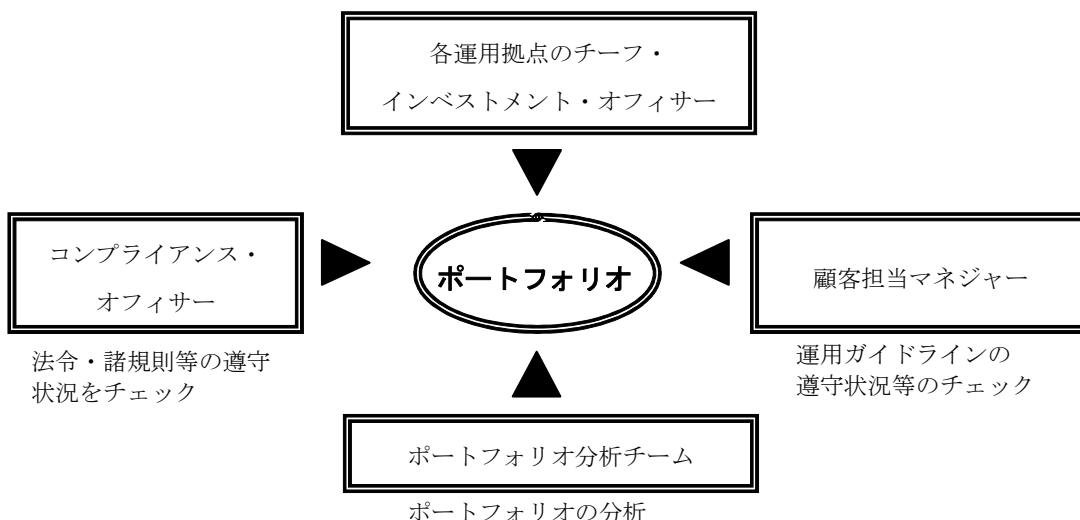 各運用拠点のチーフ・
インベストメント・オフィサー
コンプライアンス・
オフィサー
ポートフォリオ
顧客担当マネジャー
法令・諸規則等の遵守
状況をチェック
運用ガイドラインの
遵守状況等のチェック
ポートフォリオ分析チーム
ポートフォリオの分析